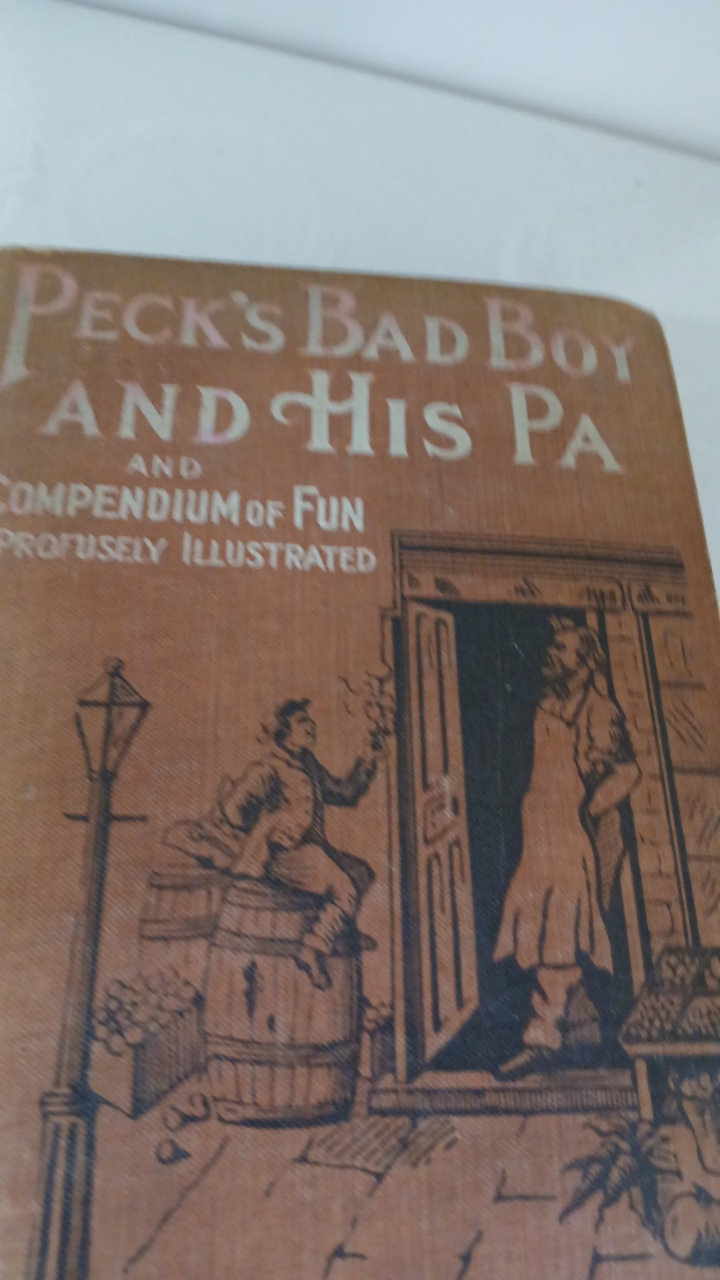 PECK'S BAD BOY
AND HIS PA
AND
COMPENDIUM OF FUN
PROFUSELY ILLUSTRATED